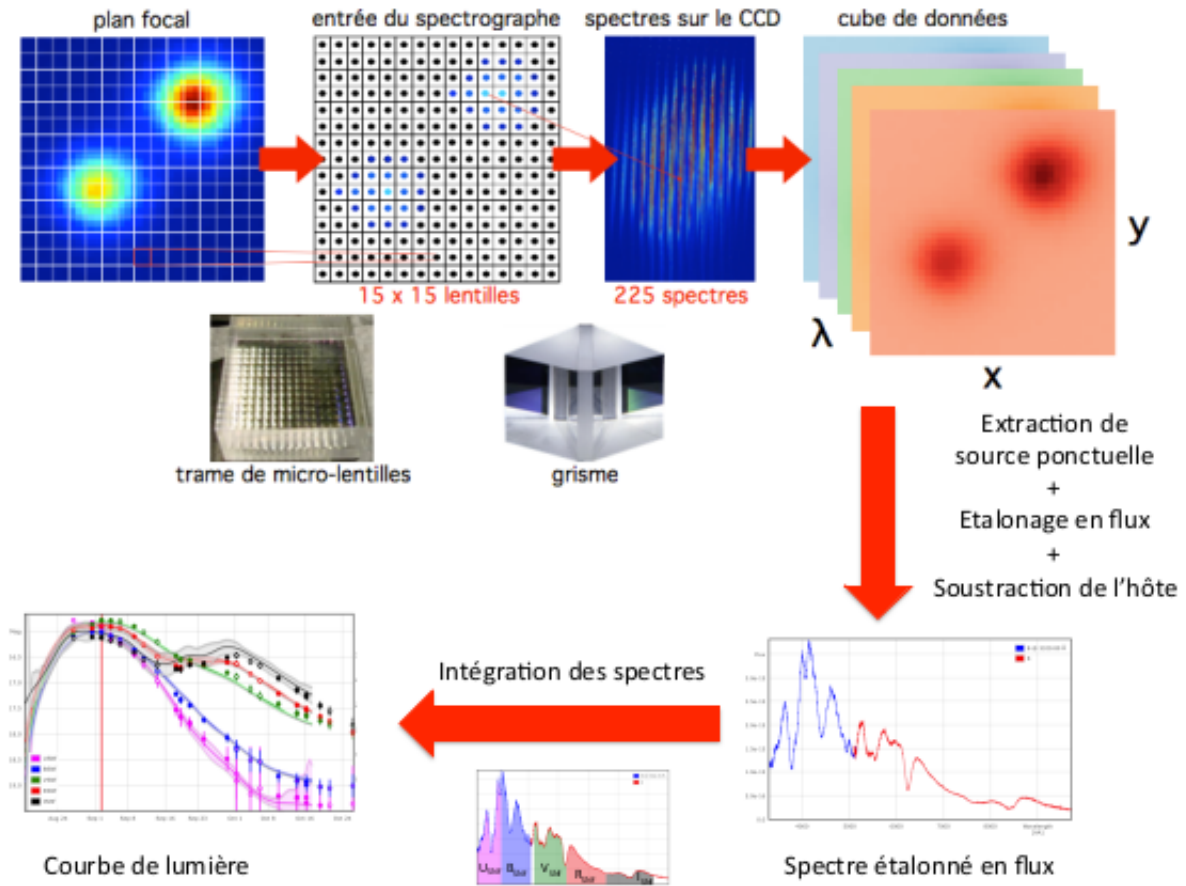 plan focal
entrée du spectrographe
spectres sur le CCD
cube de données
15 x 15 lentilles
225 spectres
y
λ
x
trame de micro-lentilles
grisme
Extraction de
source ponctuelle
+
Etalonage en flux
+
Soustraction de l'hôte
Intégration des spectres
Courbe de lumière
Spectre étalonné en flux